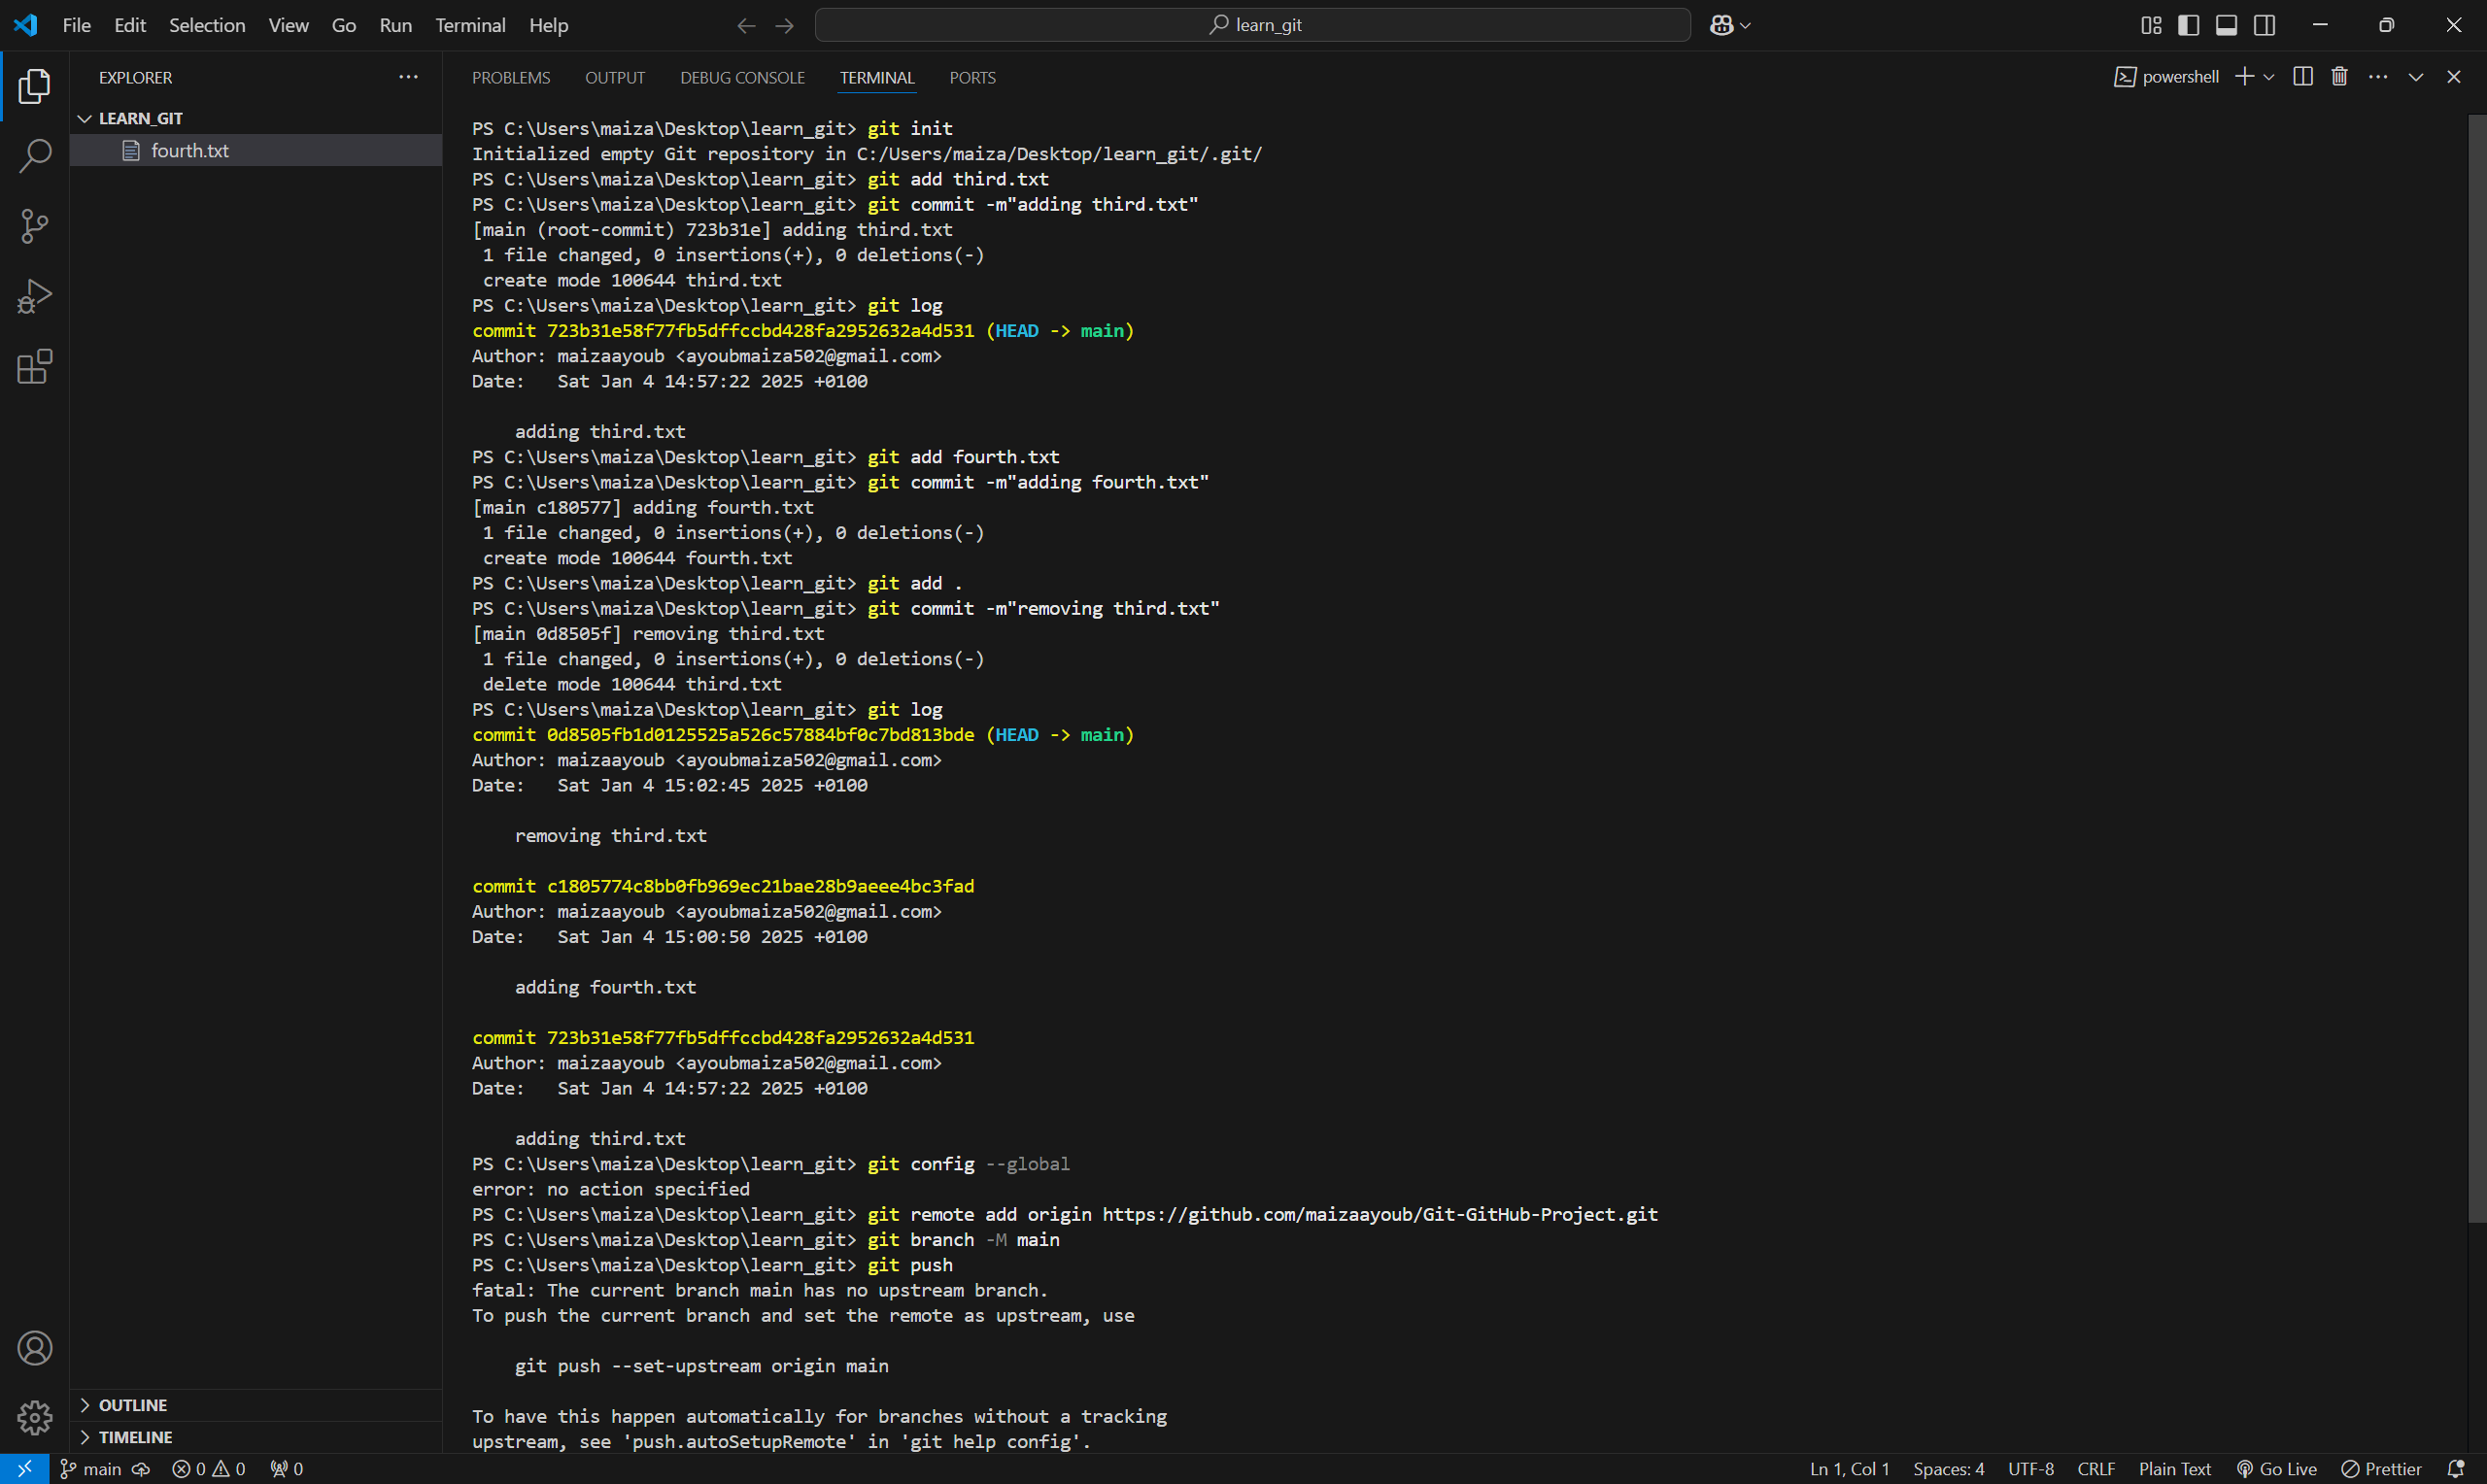 File Edit Selection View Go Run Terminal Help
learn_git
EXPLORER
LEARN_GIT
fourth.txt
OUTLINE
TIMELINE
PROBLEMS OUTPUT DEBUG CONSOLE TERMINAL PORTS
powershell
PS C:\Users\maiza\Desktop\learn_git> git init
Initialized empty Git repository in C:/Users/maiza/Desktop/learn_git/.git/
PS C:\Users\maiza\Desktop\learn_git> git add third.txt
PS C:\Users\maiza\Desktop\learn_git> git commit -m"adding third.txt"
[main (root-commit) 723b31e] adding third.txt
 1 file changed, 0 insertions(+), 0 deletions(-)
 create mode 100644 third.txt
PS C:\Users\maiza\Desktop\learn_git> git log
commit 723b31e58f77fb5dffccbd428fa2952632a4d531 (HEAD -> main)
Author: maizaayoub <ayoubmaiza502@gmail.com>
Date:   Sat Jan 4 14:57:22 2025 +0100
    adding third.txt
PS C:\Users\maiza\Desktop\learn_git> git add fourth.txt
PS C:\Users\maiza\Desktop\learn_git> git commit -m"adding fourth.txt"
[main c180577] adding fourth.txt
 1 file changed, 0 insertions(+), 0 deletions(-)
 create mode 100644 fourth.txt
PS C:\Users\maiza\Desktop\learn_git> git add .
PS C:\Users\maiza\Desktop\learn_git> git commit -m"removing third.txt"
[main 0d8505f] removing third.txt
 1 file changed, 0 insertions(+), 0 deletions(-)
 delete mode 100644 third.txt
PS C:\Users\maiza\Desktop\learn_git> git log
commit 0d8505fb1d0125525a526c57884bf0c7bd813bde (HEAD -> main)
Author: maizaayoub <ayoubmaiza502@gmail.com>
Date:   Sat Jan 4 15:02:45 2025 +0100
    removing third.txt
commit c1805774c8bb0fb969ec21bae28b9aeee4bc3fad
Author: maizaayoub <ayoubmaiza502@gmail.com>
Date:   Sat Jan 4 15:00:50 2025 +0100
    adding fourth.txt
commit 723b31e58f77fb5dffccbd428fa2952632a4d531
Author: maizaayoub <ayoubmaiza502@gmail.com>
Date:   Sat Jan 4 14:57:22 2025 +0100
    adding third.txt
PS C:\Users\maiza\Desktop\learn_git> git config --global
error: no action specified
PS C:\Users\maiza\Desktop\learn_git> git remote add origin https://github.com/maizaayoub/Git-GitHub-Project.git
PS C:\Users\maiza\Desktop\learn_git> git branch -M main
PS C:\Users\maiza\Desktop\learn_git> git push
fatal: The current branch main has no upstream branch.
To push the current branch and set the remote as upstream, use
    git push --set-upstream origin main
To have this happen automatically for branches without a tracking
upstream, see 'push.autoSetupRemote' in 'git help config'.
main 0 0 0 Ln 1, Col 1 Spaces: 4 UTF-8 CRLF Plain Text Go Live Prettier